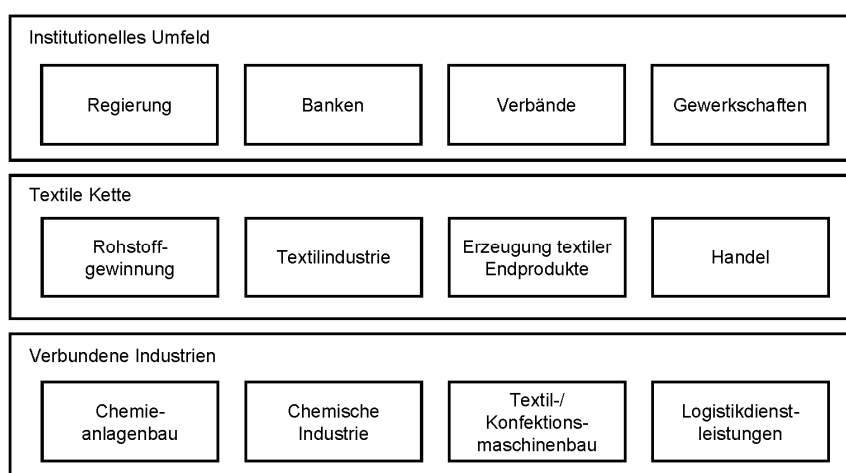 Institutionelles Umfeld
Regierung
Banken
Verbände
Gewerkschaften
Textile Kette
Rohstoff-
gewinnung
Textilindustrie
Erzeugung textiler
Endprodukte
Handel
Verbundene Industrien
Chemie-
anlagenbau
Chemische
Industrie
Textil-/
Konfektions-
maschinenbau
Logistikdienst-
leistungen